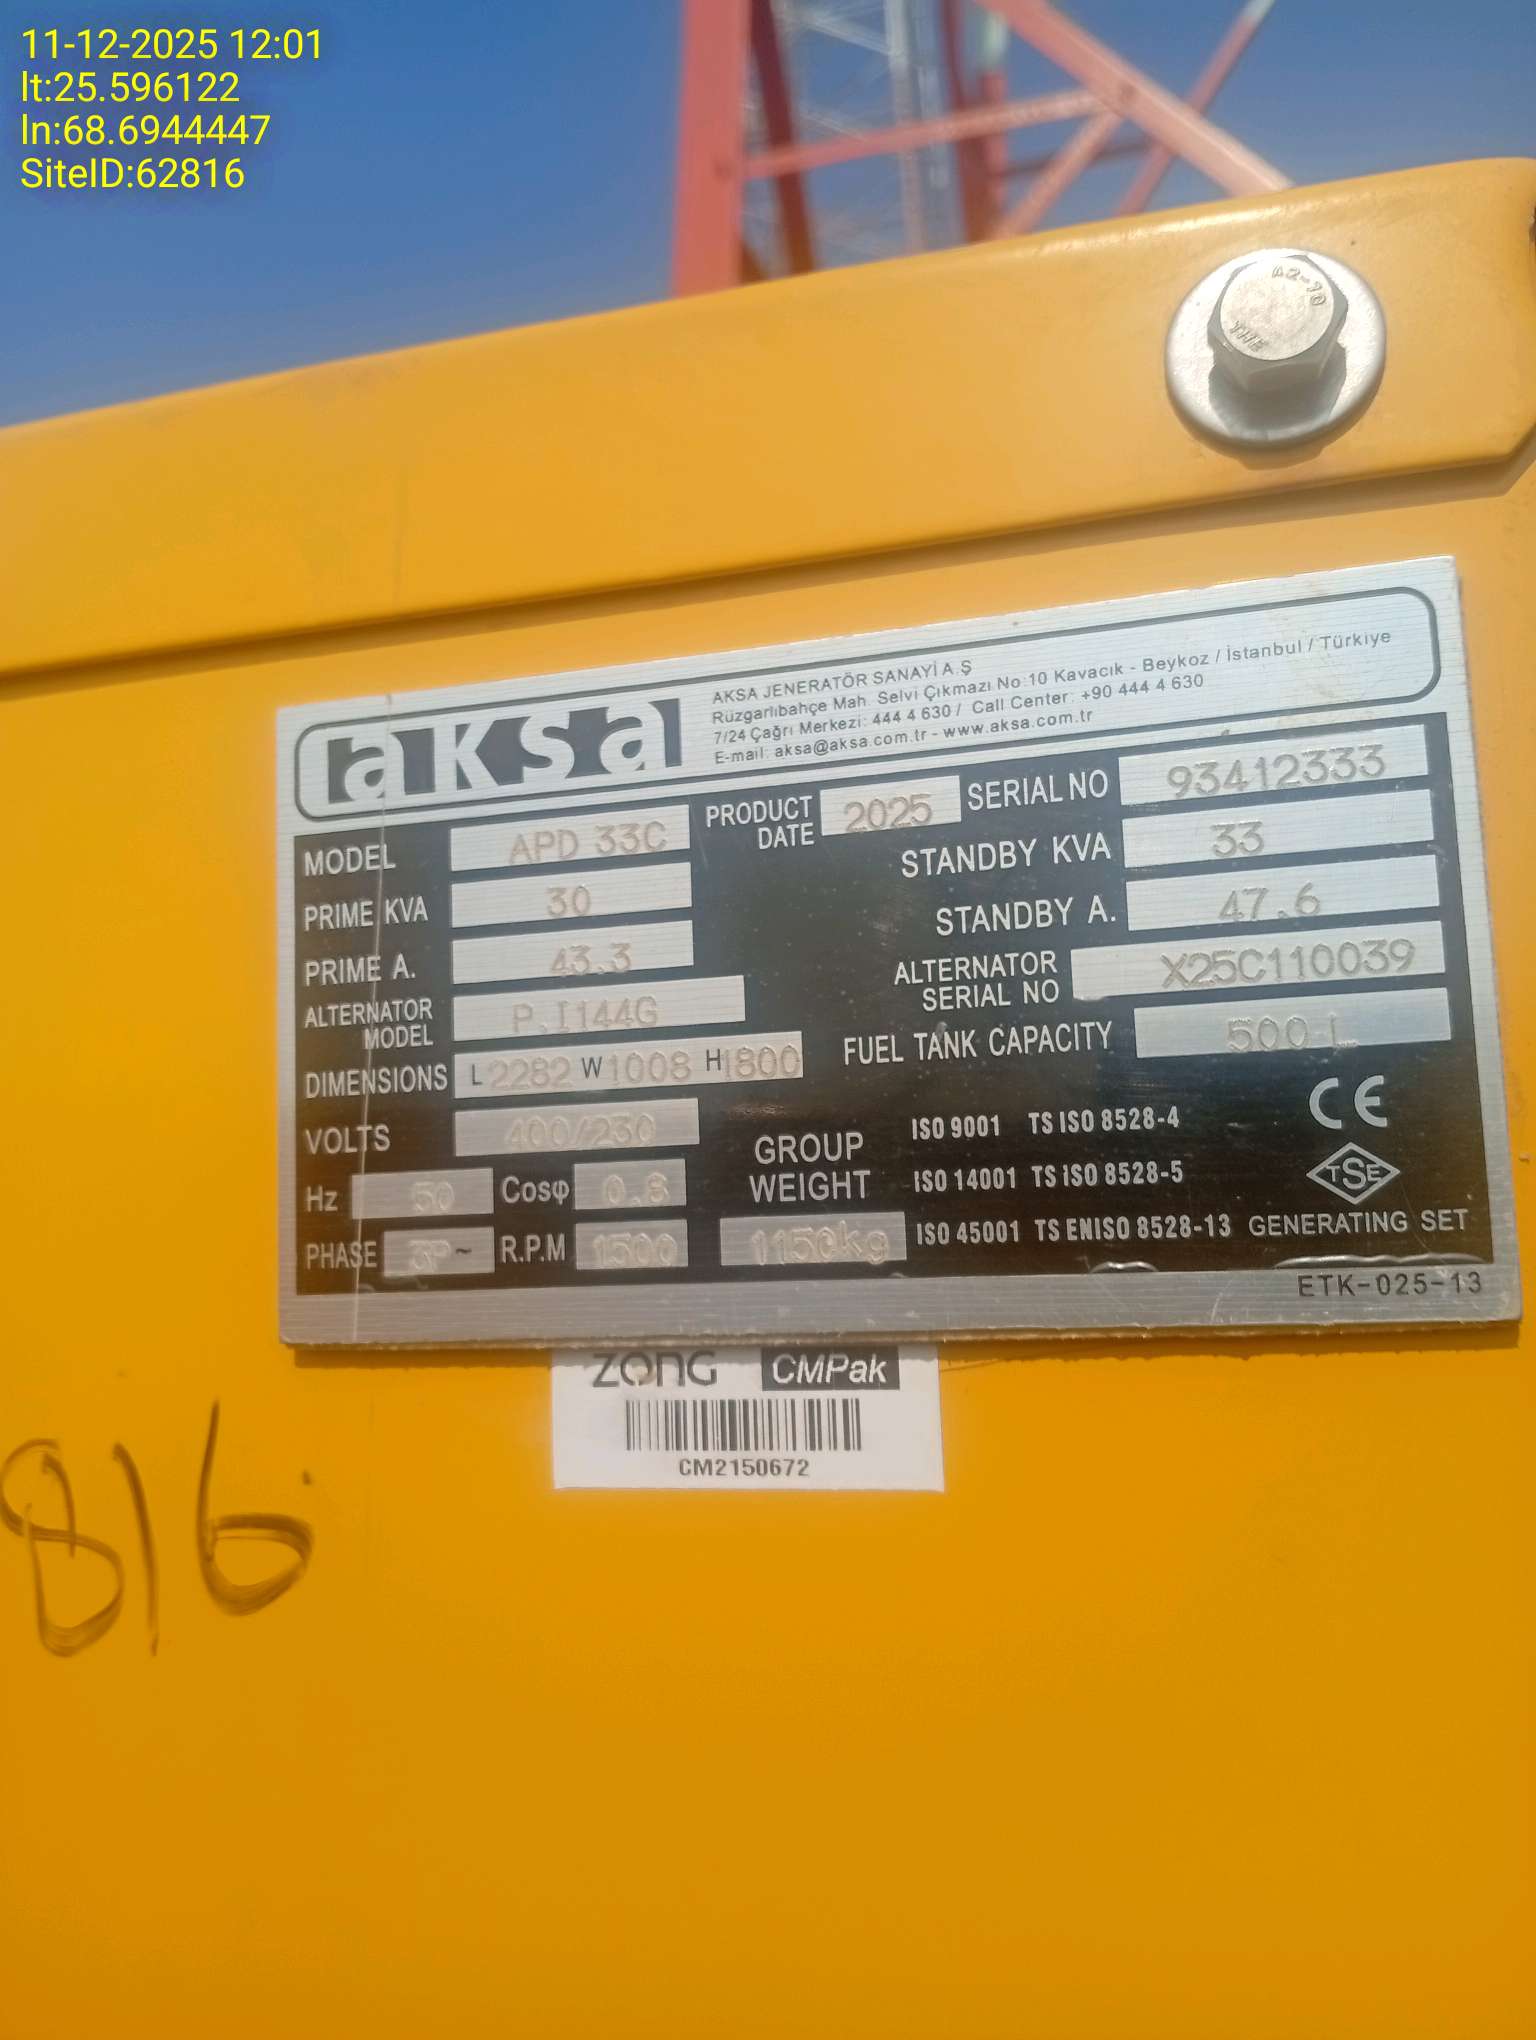 11-12-2025 12:01
lt:25.596122
ln:68.6944447
SiteID:62816
A2-70
THE
aksa
AKSA JENERATÖR SANAYİ A.Ş
Rüzgarlıbahçe Mah. Selvi Çıkmazı No:10 Kavacık - Beykoz / İstanbul / Türkiye
7/24 Çağrı Merkezi: 444 4 630 / Call Center: +90 444 4 630
E-mail: aksa@aksa.com.tr - www.aksa.com.tr
MODEL APD 33C
PRODUCT DATE 2025
SERIAL NO 93412333
PRIME KVA 30
STANDBY KVA 33
PRIME A. 43.3
STANDBY A. 47.6
ALTERNATOR MODEL P.I144G
ALTERNATOR SERIAL NO X25C110039
DIMENSIONS L 2282 W 1008 H 1800
FUEL TANK CAPACITY 500 L
VOLTS 400/230
Hz 50 Cosφ 0.8
PHASE 3P~ R.P.M 1500
GROUP WEIGHT 1150kg
ISO 9001 TS ISO 8528-4
ISO 14001 TS ISO 8528-5
ISO 45001 TS EN ISO 8528-13
CE
TSE
GENERATING SET
ETK-025-13
ZONG CMPak
CM2150672
816